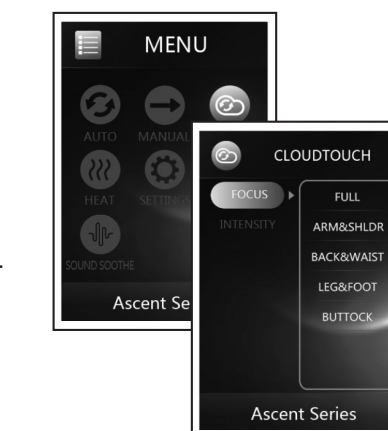 MENU
AUTO MANUAL
HEAT SETTING
SOUND SOOTHE
Ascent Se
CLOUDTOUCH
FOCUS
INTENSITY
FULL
ARM&SHLDR
BACK&WAIST
LEG&FOOT
BUTTOCK
Ascent Series
.